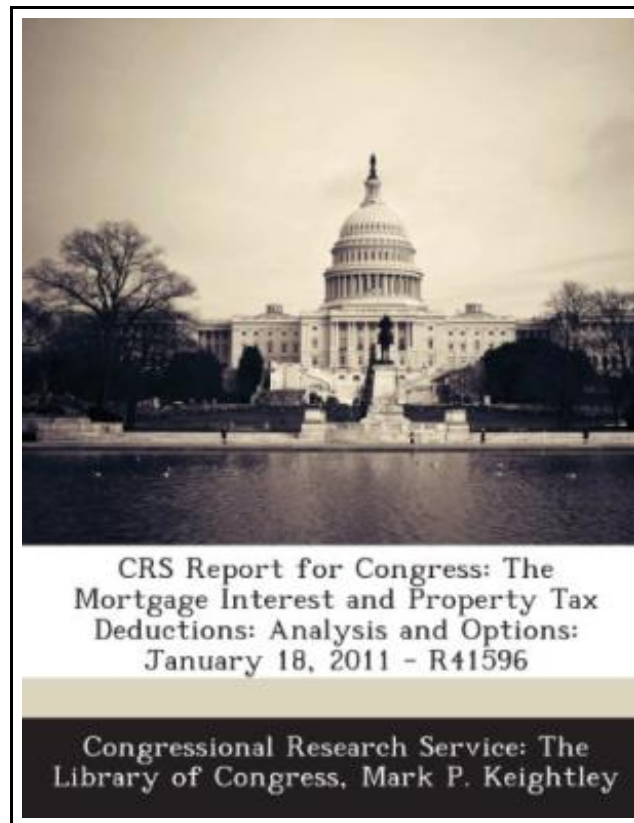 CRS Report for Congress: The
Mortgage Interest and Property Tax
Deductions: Analysis and Options:
January 18, 2011 - R41596
Congressional Research Service: The
Library of Congress, Mark P. Keightley